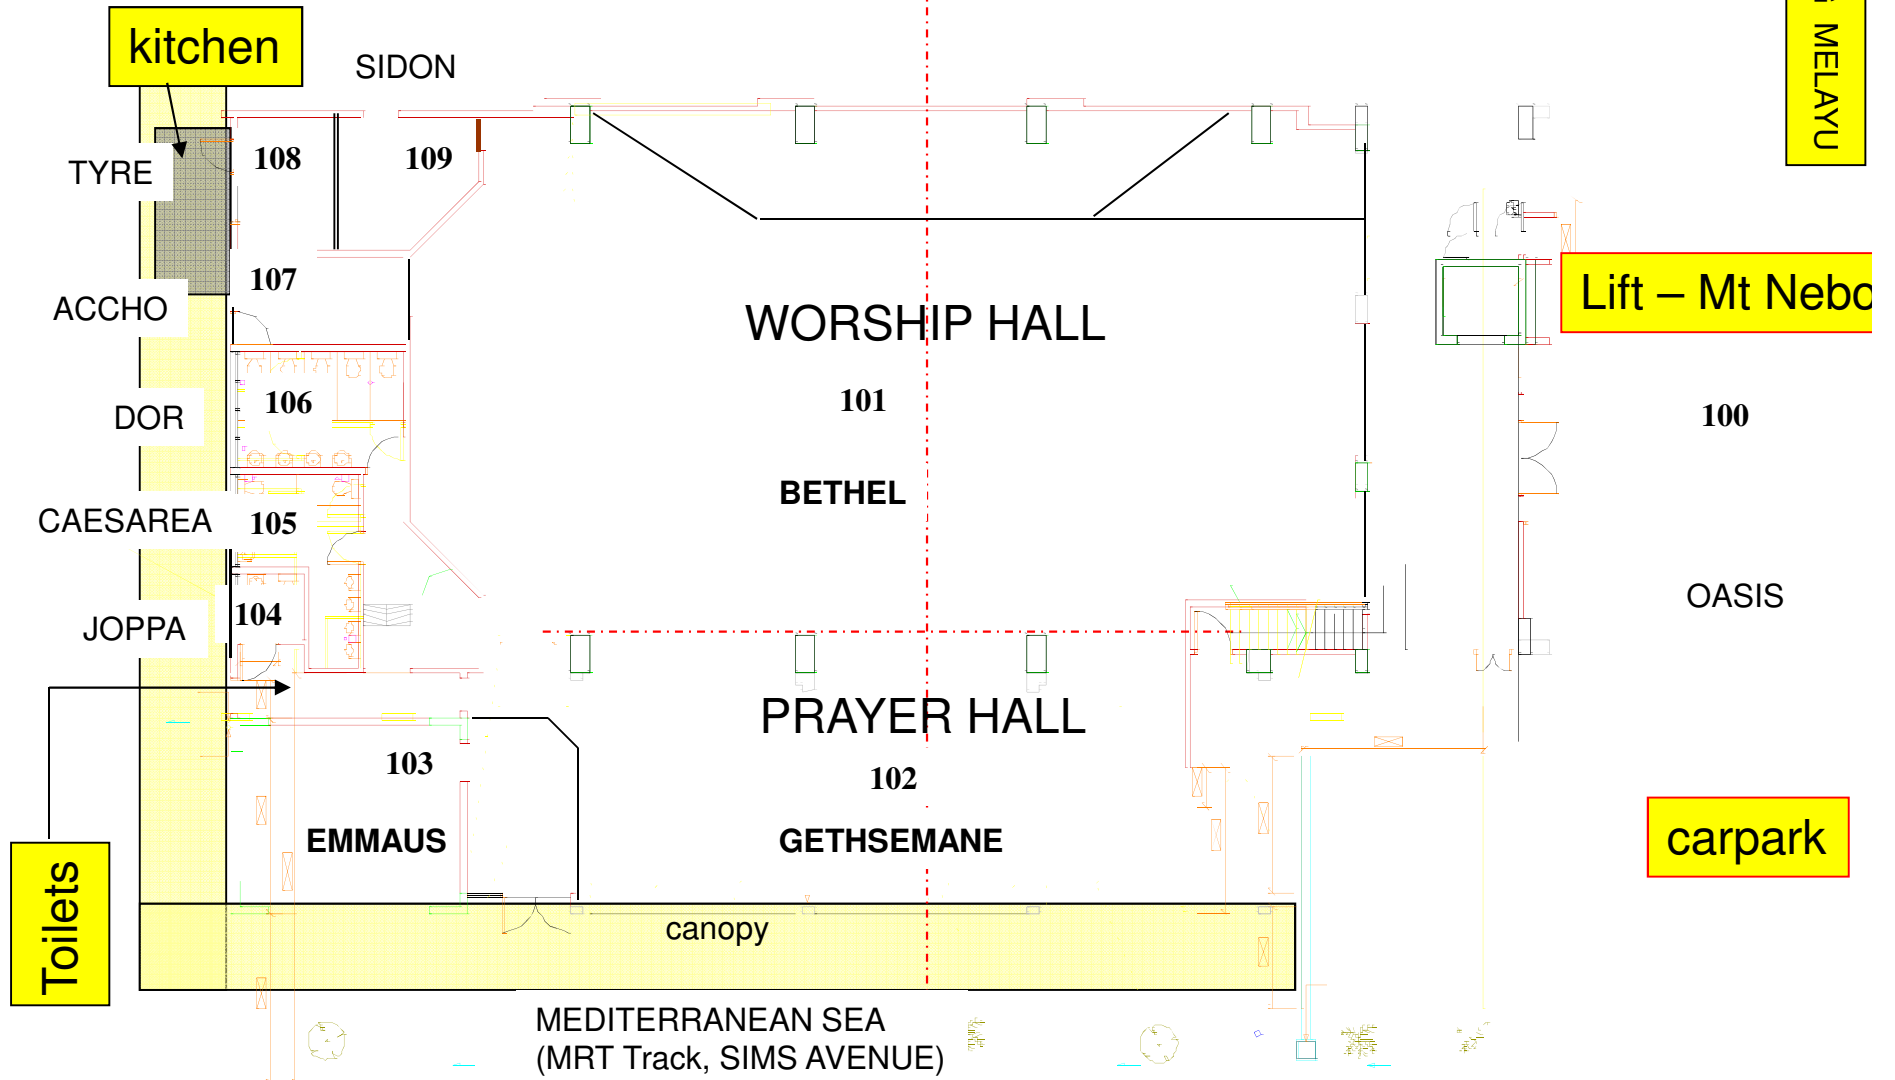 kitchen
SIDON
MELAYU
108
109
TYRE
107
ACCHO
WORSHIP HALL
Lift – Mt Nebo
106
101
100
DOR
BETHEL
CAESAREA
105
OASIS
104
JOPPA
PRAYER HALL
103
102
EMMAUS
GETHSEMANE
carpark
Toilets
canopy
MEDITERRANEAN SEA
(MRT Track, SIMS AVENUE)